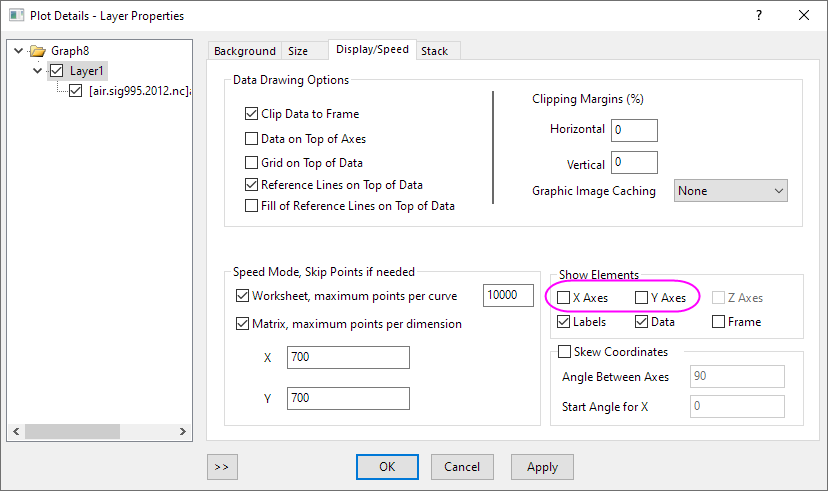 Plot Details - Layer Properties
?
Graph8
Layer1
[air.sig995.2012.nc]a
Background Size Display/Speed Stack
Data Drawing Options
Clip Data to Frame
Data on Top of Axes
Grid on Top of Data
Reference Lines on Top of Data
Fill of Reference Lines on Top of Data
Clipping Margins (%)
Horizontal 0
Vertical 0
Graphic Image Caching None
Speed Mode, Skip Points if needed
Worksheet, maximum points per curve 10000
Matrix, maximum points per dimension
X 700
Y 700
Show Elements
X Axes Y Axes Z Axes
Labels Data Frame
Skew Coordinates
Angle Between Axes 90
Start Angle for X 0
>> OK Cancel Apply